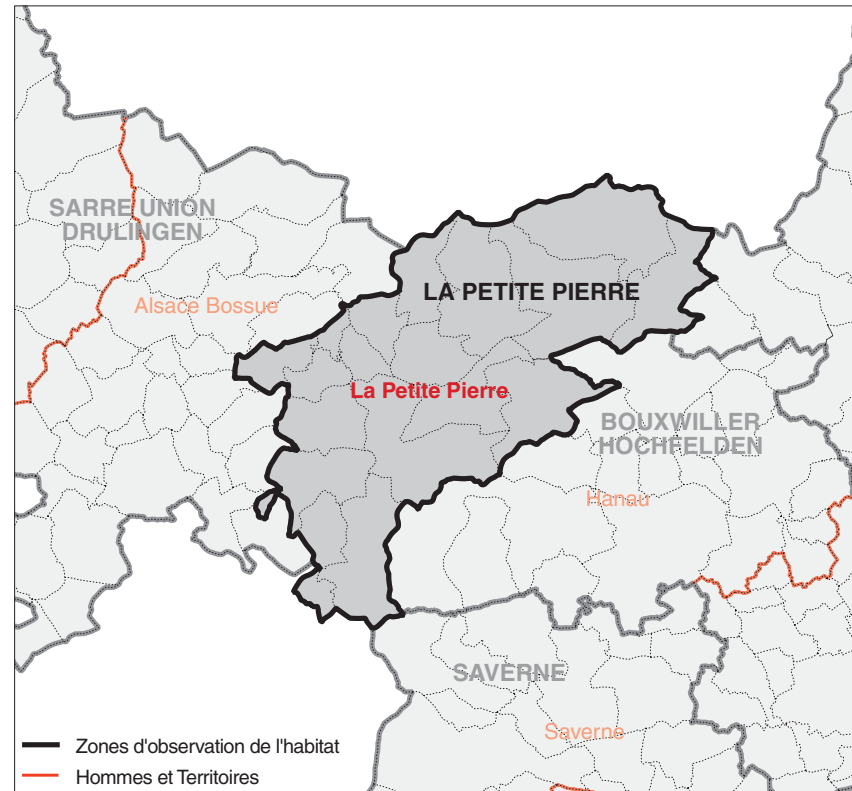 SARRE UNION
DRULINGEN
Alsace Bossue
LA PETITE PIERRE
La Petite Pierre
BOUXWILLER
HOCHFELDEN
Hanau
SAVERNE
Saverne
Zones d'observation de l'habitat
Hommes et Territoires